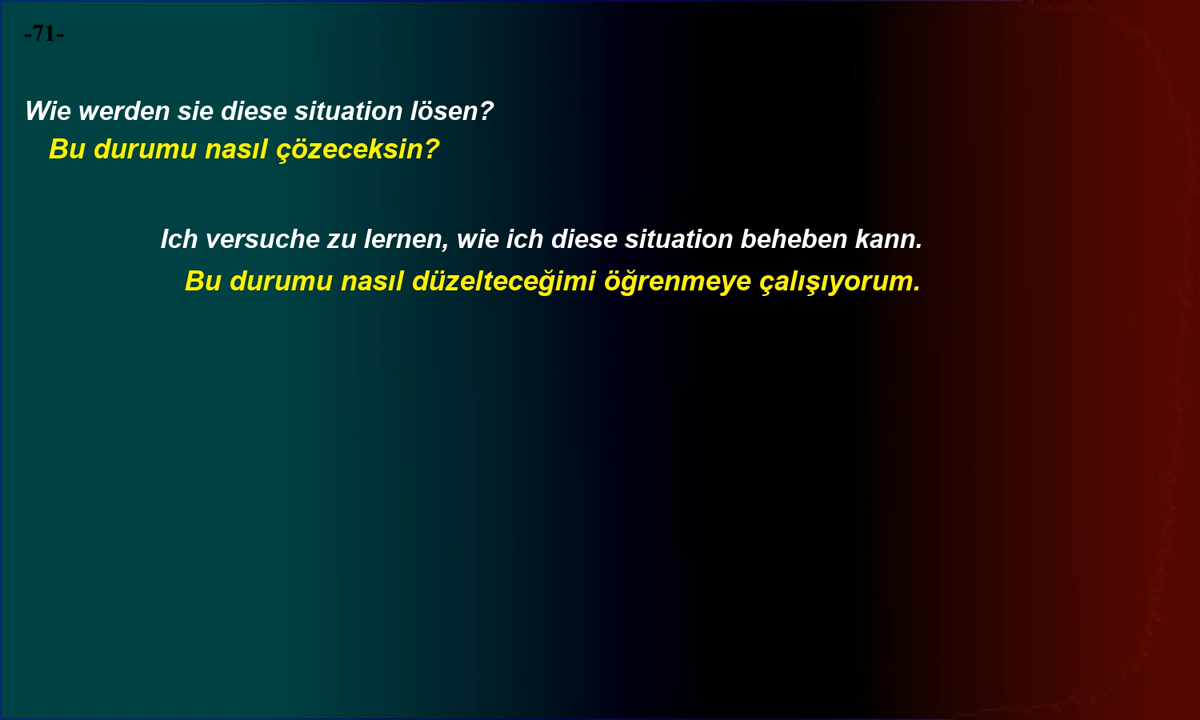 -71-
Wie werden sie diese situation lösen?
Bu durumu nasıl çözeceksin?
Ich versuche zu lernen, wie ich diese situation beheben kann.
Bu durumu nasıl düzelteceğimi öğrenmeye çalışıyorum.